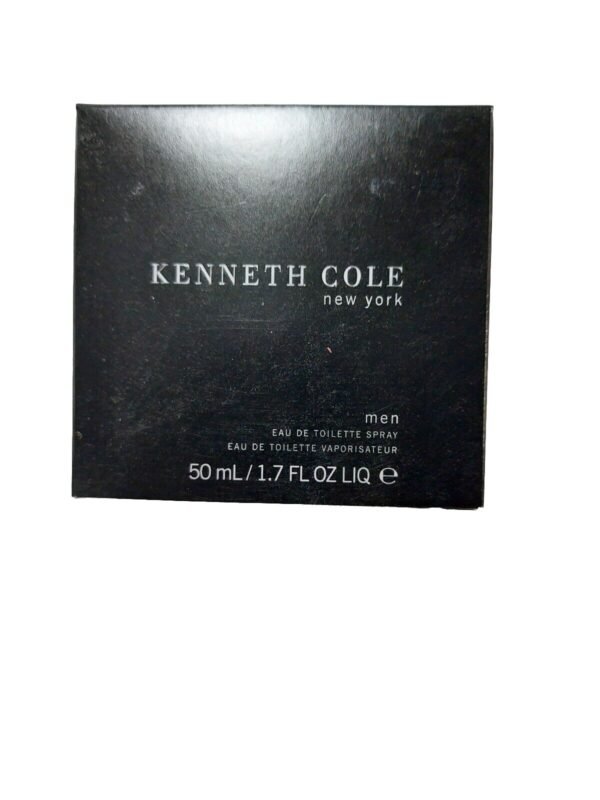 KENNETH COLE
new york
men
EAU DE TOILETTE SPRAY
EAU DE TOILETTE VAPORISATEUR
50 mL/1.7 FL OZ LIQ ℮